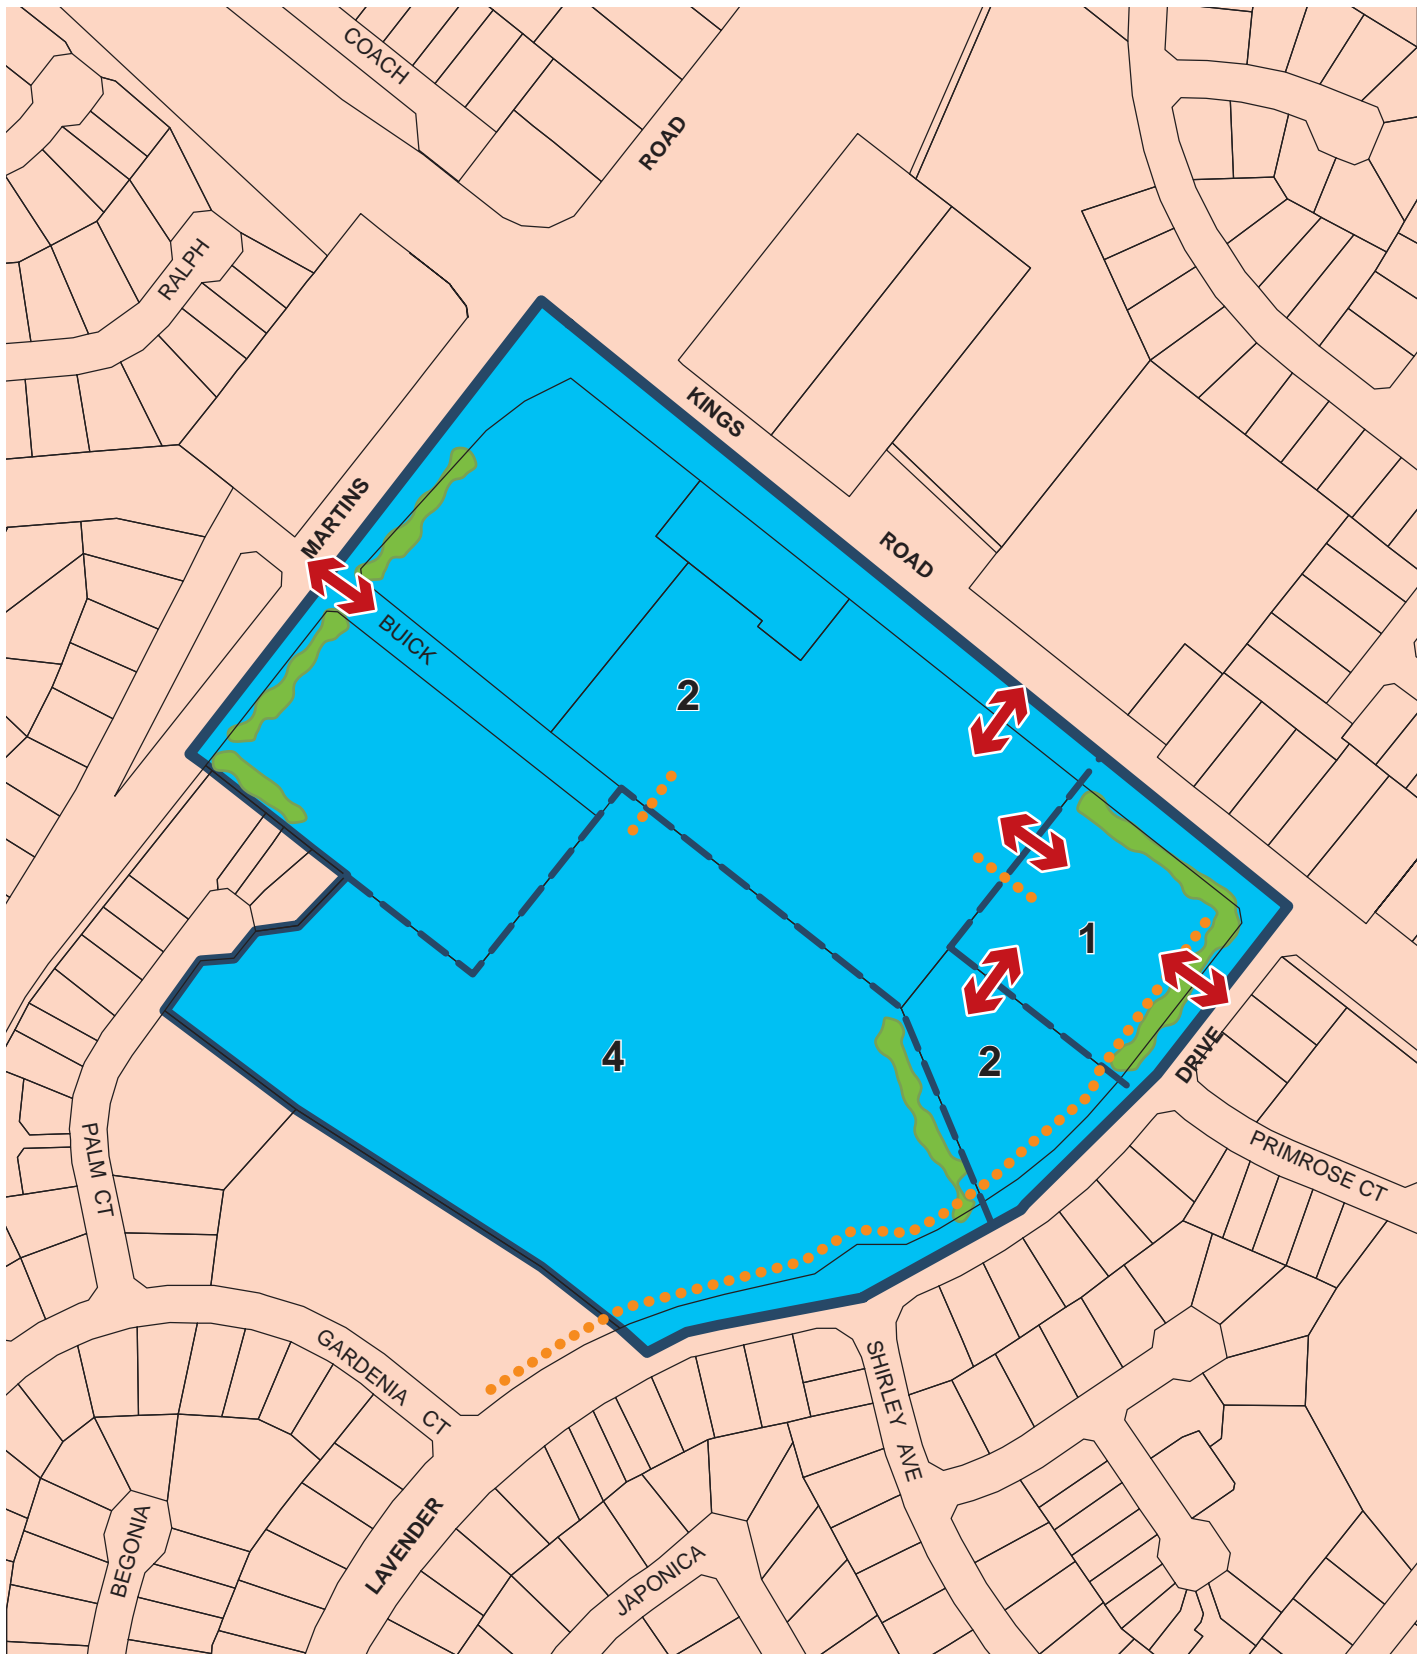 COACH
ROAD
RALPH
KINGS
MARTINS
ROAD
BUICK
2
1
4
2
DRIVE
PALM CT
PRIMROSE CT
GARDENIA CT
SHIRLEY AVE
BEGONIA
LAVENDER
JAPONICA